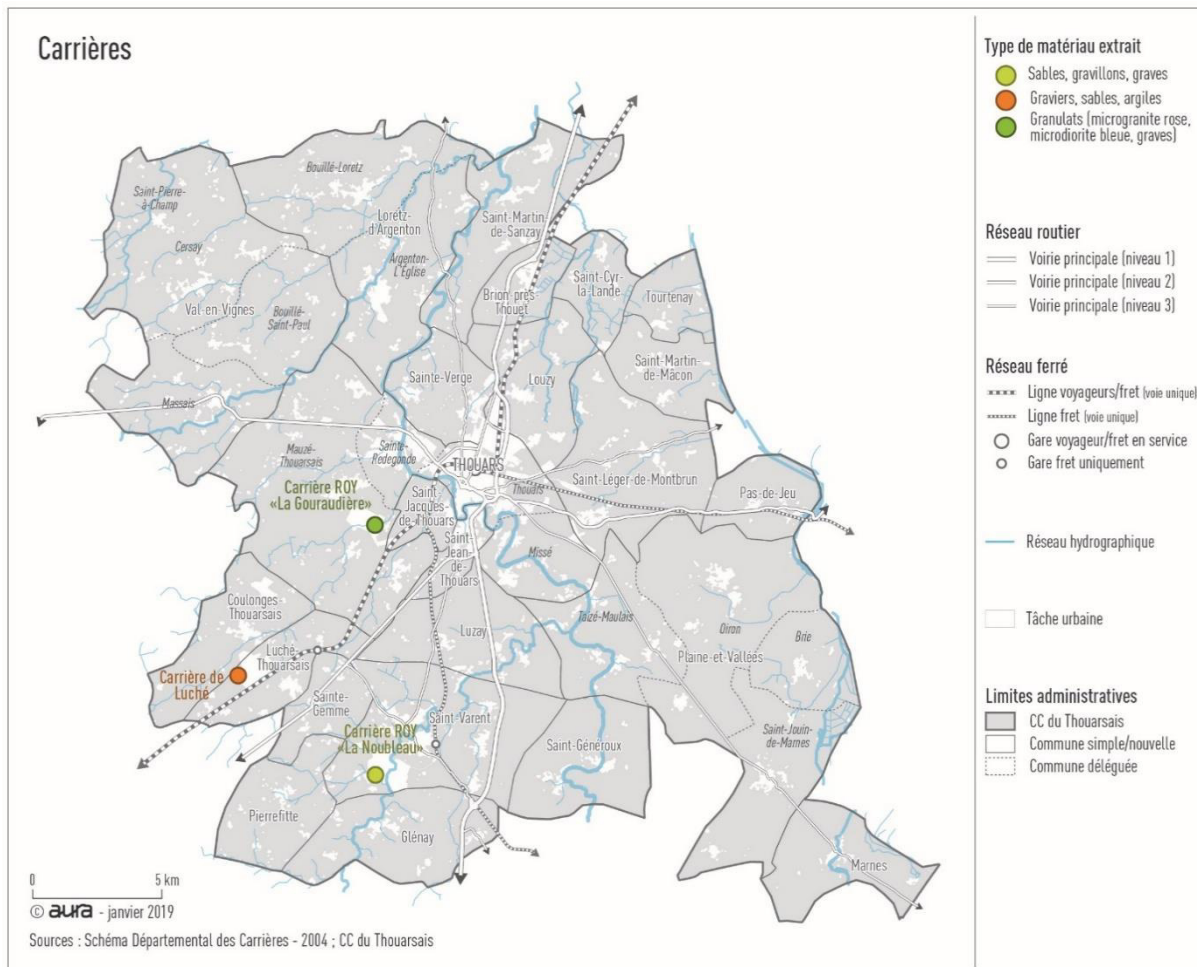 Carrières
Saint-Pierre-
à-Champ
Bouillé-Loretz
Cersay
Loretz-
d'Argenton
Argenton-
L'Église
Saint-Martin-
de-Sanzay
Saint-Cyr-
la-Lande
Tourtenay
Brion-près-
Thouet
Val-en-Vignes
Bouillé-
Saint-Paul
Saint-Martin-
de-Mâcon
Sainte-Verge
Louzy
Massais
Mauzé-
Thouarsais
Sainte-
Radegonde
THOUARS
Thouars
Saint-Léger-de-Montbrun
Pas-de-Jeu
Carrière ROY
«La Gouraudière»
Saint-
Jacques-
de-Thouars
Saint-
Jean-
de-
Thouars
Missé
Coulonges-
Thouarsais
Luzay
Taizé-Maulais
Oiron
Brie
Plaine-et-Vallées
Luché-
Thouarsais
Carrière de
Luché
Sainte-
Gemme
Saint-Varent
Carrière ROY
«La Noubleau»
Saint-Généroux
Saint-Jouin-
de-Marnes
Pierrefitte
Glénay
Marnes
0 5 km
© aura - janvier 2019
Sources : Schéma Départemental des Carrières - 2004 ; CC du Thouarsais
Type de matériau extrait
Sables, gravillons, graves
Graviers, sables, argiles
Granulats (microgranite rose,
microdiorite bleue, graves)
Réseau routier
Voirie principale (niveau 1)
Voirie principale (niveau 2)
Voirie principale (niveau 3)
Réseau ferré
Ligne voyageurs/fret (voie unique)
Ligne fret (voie unique)
Gare voyageur/fret en service
Gare fret uniquement
Réseau hydrographique
Tâche urbaine
Limites administratives
CC du Thouarsais
Commune simple/nouvelle
Commune déléguée